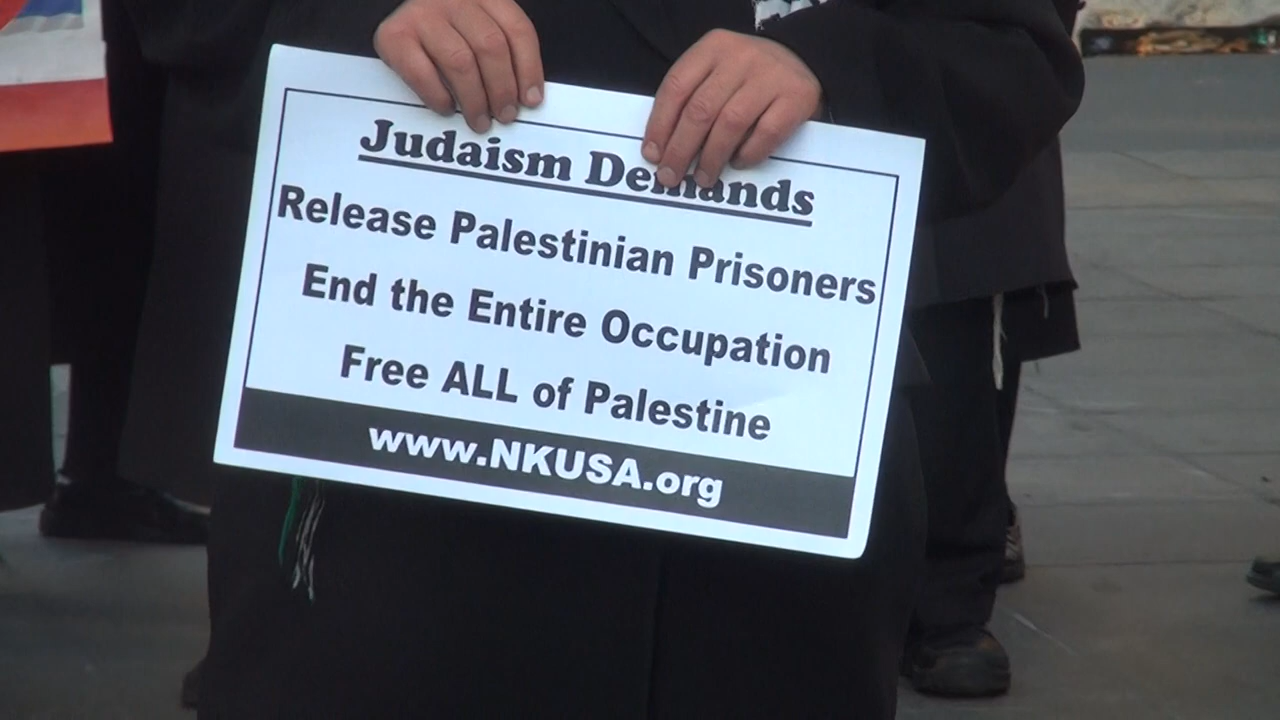 Judaism Demands
Release Palestinian Prisoners
End the Entire Occupation
Free ALL of Palestine
www.NKUSA.org